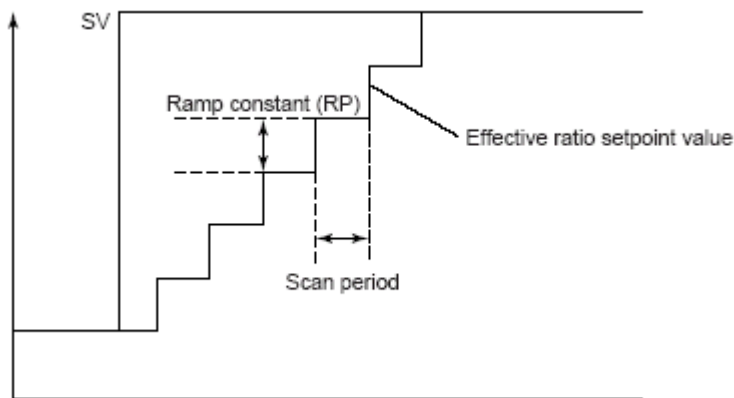 SV
Ramp constant (RP)
Effective ratio setpoint value
Scan period